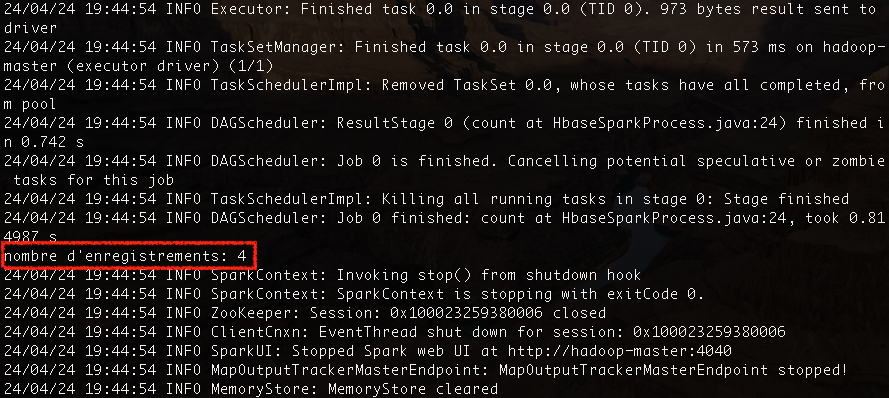 24/04/24 19:44:54 INFO Executor: Finished task 0.0 in stage 0.0 (TID 0). 973 bytes result sent to
driver
24/04/24 19:44:54 INFO TaskSetManager: Finished task 0.0 in stage 0.0 (TID 0) in 573 ms on hadoop-
master (executor driver) (1/1)
24/04/24 19:44:54 INFO TaskSchedulerImpl: Removed TaskSet 0.0, whose tasks have all completed, fro
m pool
24/04/24 19:44:54 INFO DAGScheduler: ResultStage 0 (count at HbaseSparkProcess.java:24) finished i
n 0.742 s
24/04/24 19:44:54 INFO DAGScheduler: Job 0 is finished. Cancelling potential speculative or zombie
 tasks for this job
24/04/24 19:44:54 INFO TaskSchedulerImpl: Killing all running tasks in stage 0: Stage finished
24/04/24 19:44:54 INFO DAGScheduler: Job 0 finished: count at HbaseSparkProcess.java:24, took 0.81
4987 s
nombre d'enregistrements: 4
24/04/24 19:44:54 INFO SparkContext: Invoking stop() from shutdown hook
24/04/24 19:44:54 INFO SparkContext: SparkContext is stopping with exitCode 0.
24/04/24 19:44:54 INFO ZooKeeper: Session: 0x100023259380006 closed
24/04/24 19:44:54 INFO ClientCnxn: EventThread shut down for session: 0x100023259380006
24/04/24 19:44:54 INFO SparkUI: Stopped Spark web UI at http://hadoop-master:4040
24/04/24 19:44:54 INFO MapOutputTrackerMasterEndpoint: MapOutputTrackerMasterEndpoint stopped!
24/04/24 19:44:54 INFO MemoryStore: MemoryStore cleared